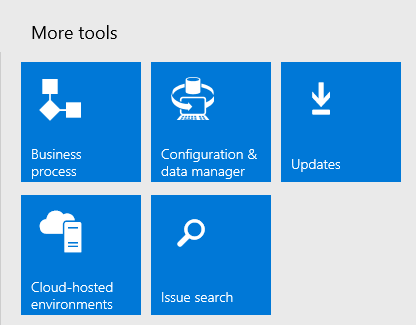 More tools
Business
process
Configuration &
data manager
Updates
Cloud-hosted
environments
Issue search